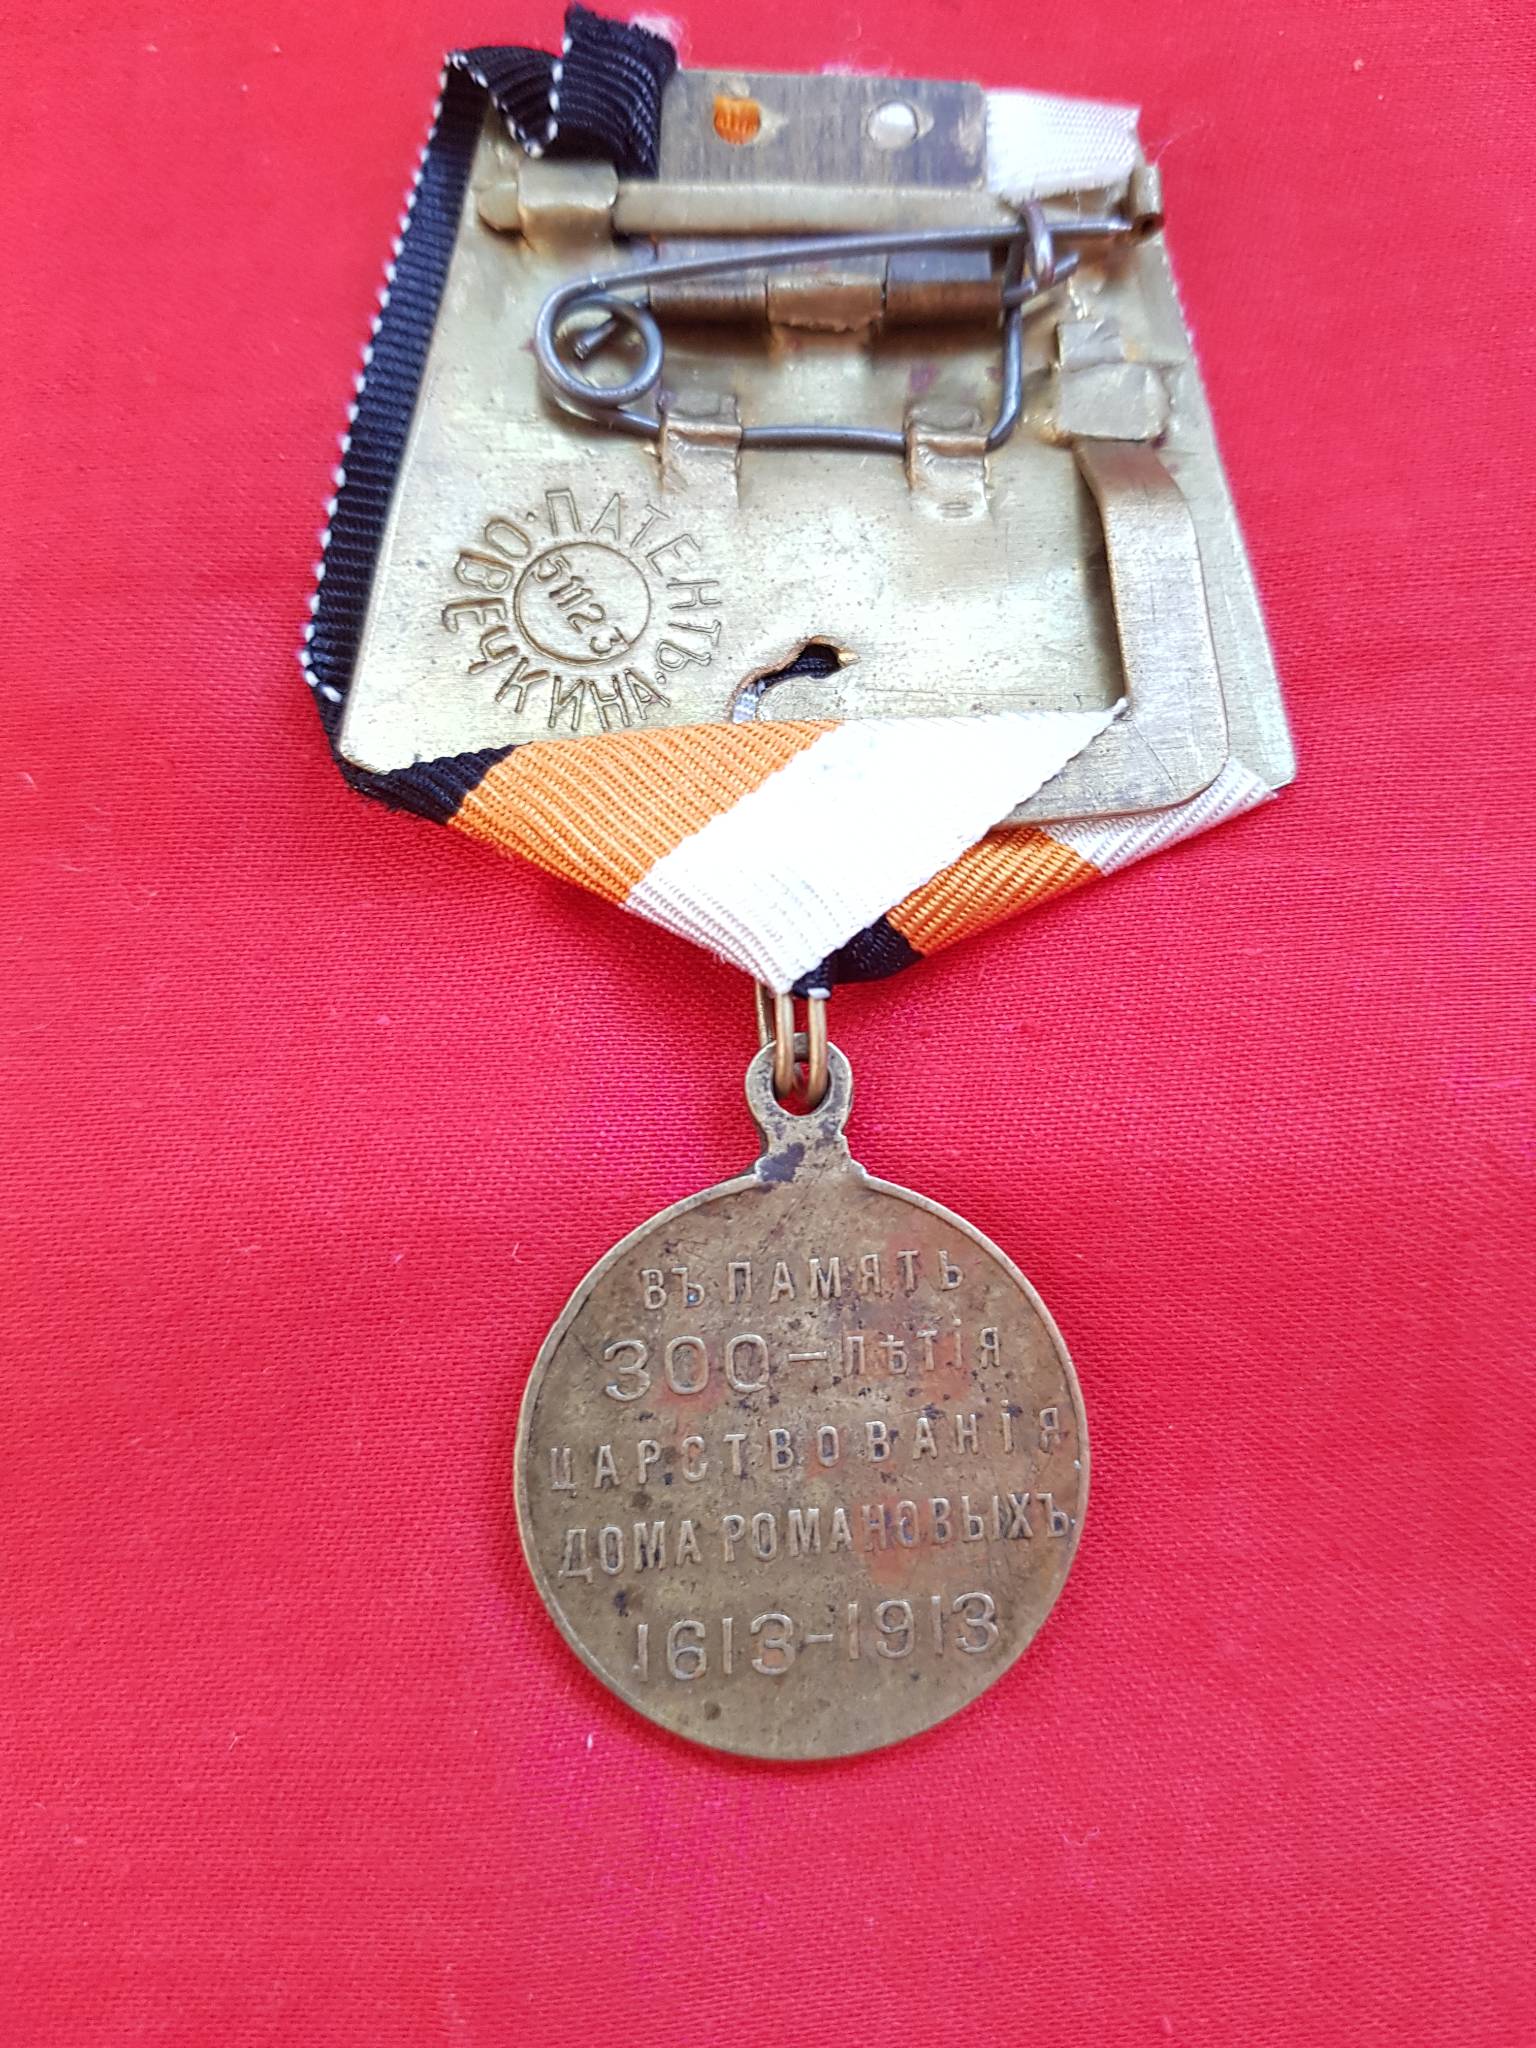 ПАТЕНТЪ
ОВЕЧКИНА
51123
ВЪ ПАМЯТЬ
300-ЛѢТІЯ
ЦАРСТВОВАНІЯ
ДОМА РОМАНОВЫХЪ
1613-1913